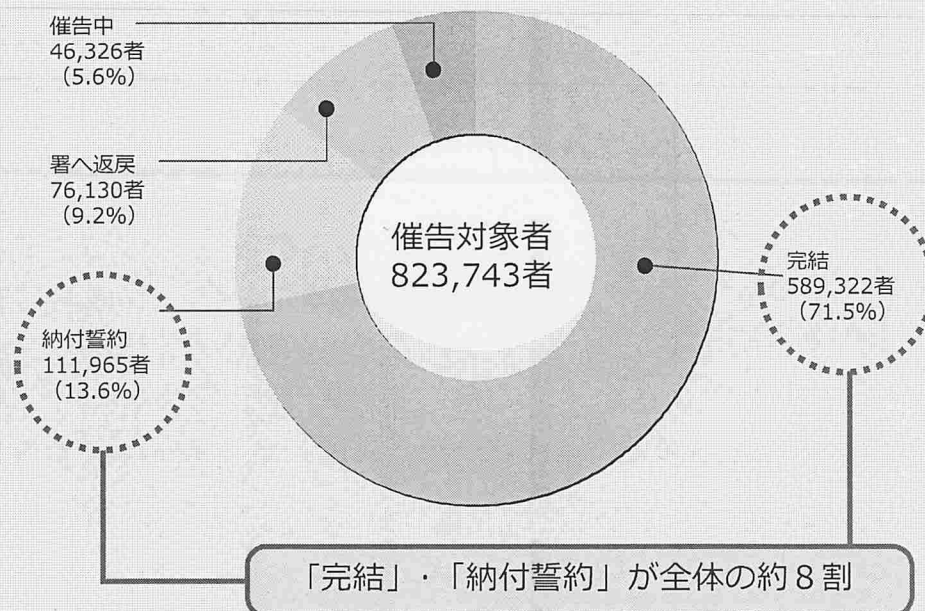 催告中
46,326者
（5.6%）
署へ返戻
76,130者
（9.2%）
納付誓約
111,965者
（13.6%）
催告対象者
823,743者
完結
589,322者
（71.5%）
「完結」・「納付誓約」が全体の約８割